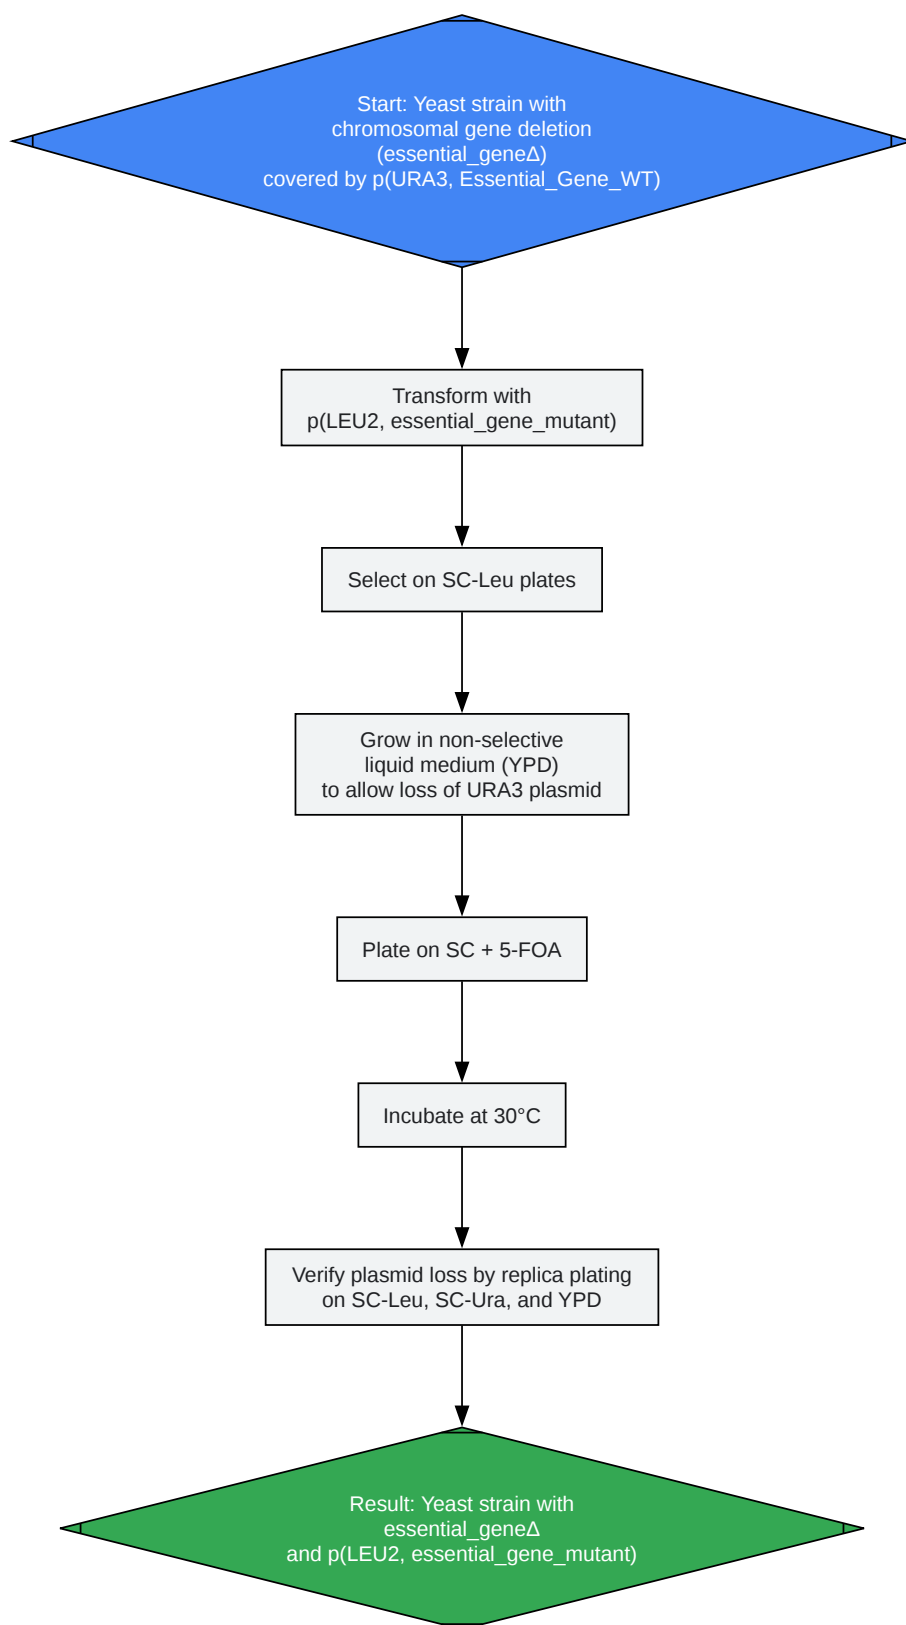 Start: Yeast strain with
chromosomal gene deletion
(essential_geneΔ)
covered by p(URA3, Essential_Gene_WT)
Transform with
p(LEU2, essential_gene_mutant)
Select on SC-Leu plates
Grow in non-selective
liquid medium (YPD)
to allow loss of URA3 plasmid
Plate on SC + 5-FOA
Incubate at 30°C
Verify plasmid loss by replica plating
on SC-Leu, SC-Ura, and YPD
Result: Yeast strain with
essential_geneΔ
and p(LEU2, essential_gene_mutant)